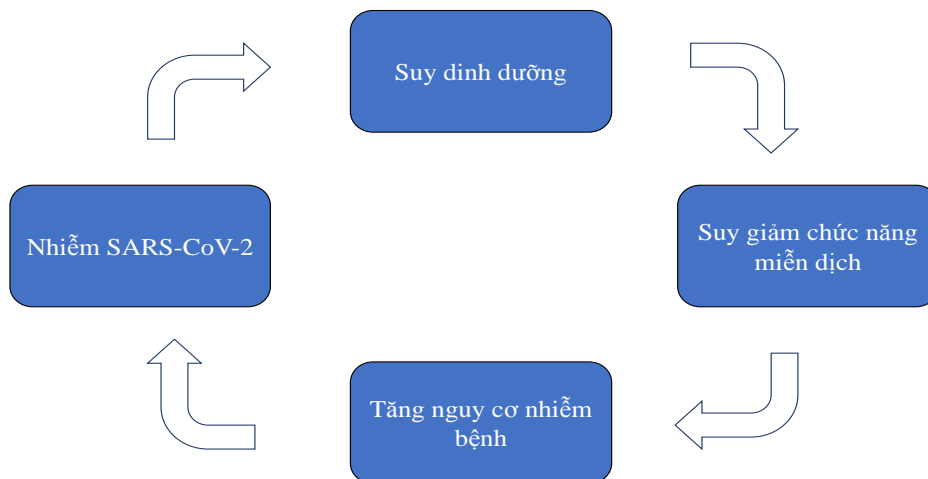 Suy dinh dưỡng
Nhiễm SARS-CoV-2
Suy giảm chức năng
miễn dịch
Tăng nguy cơ nhiễm
bệnh